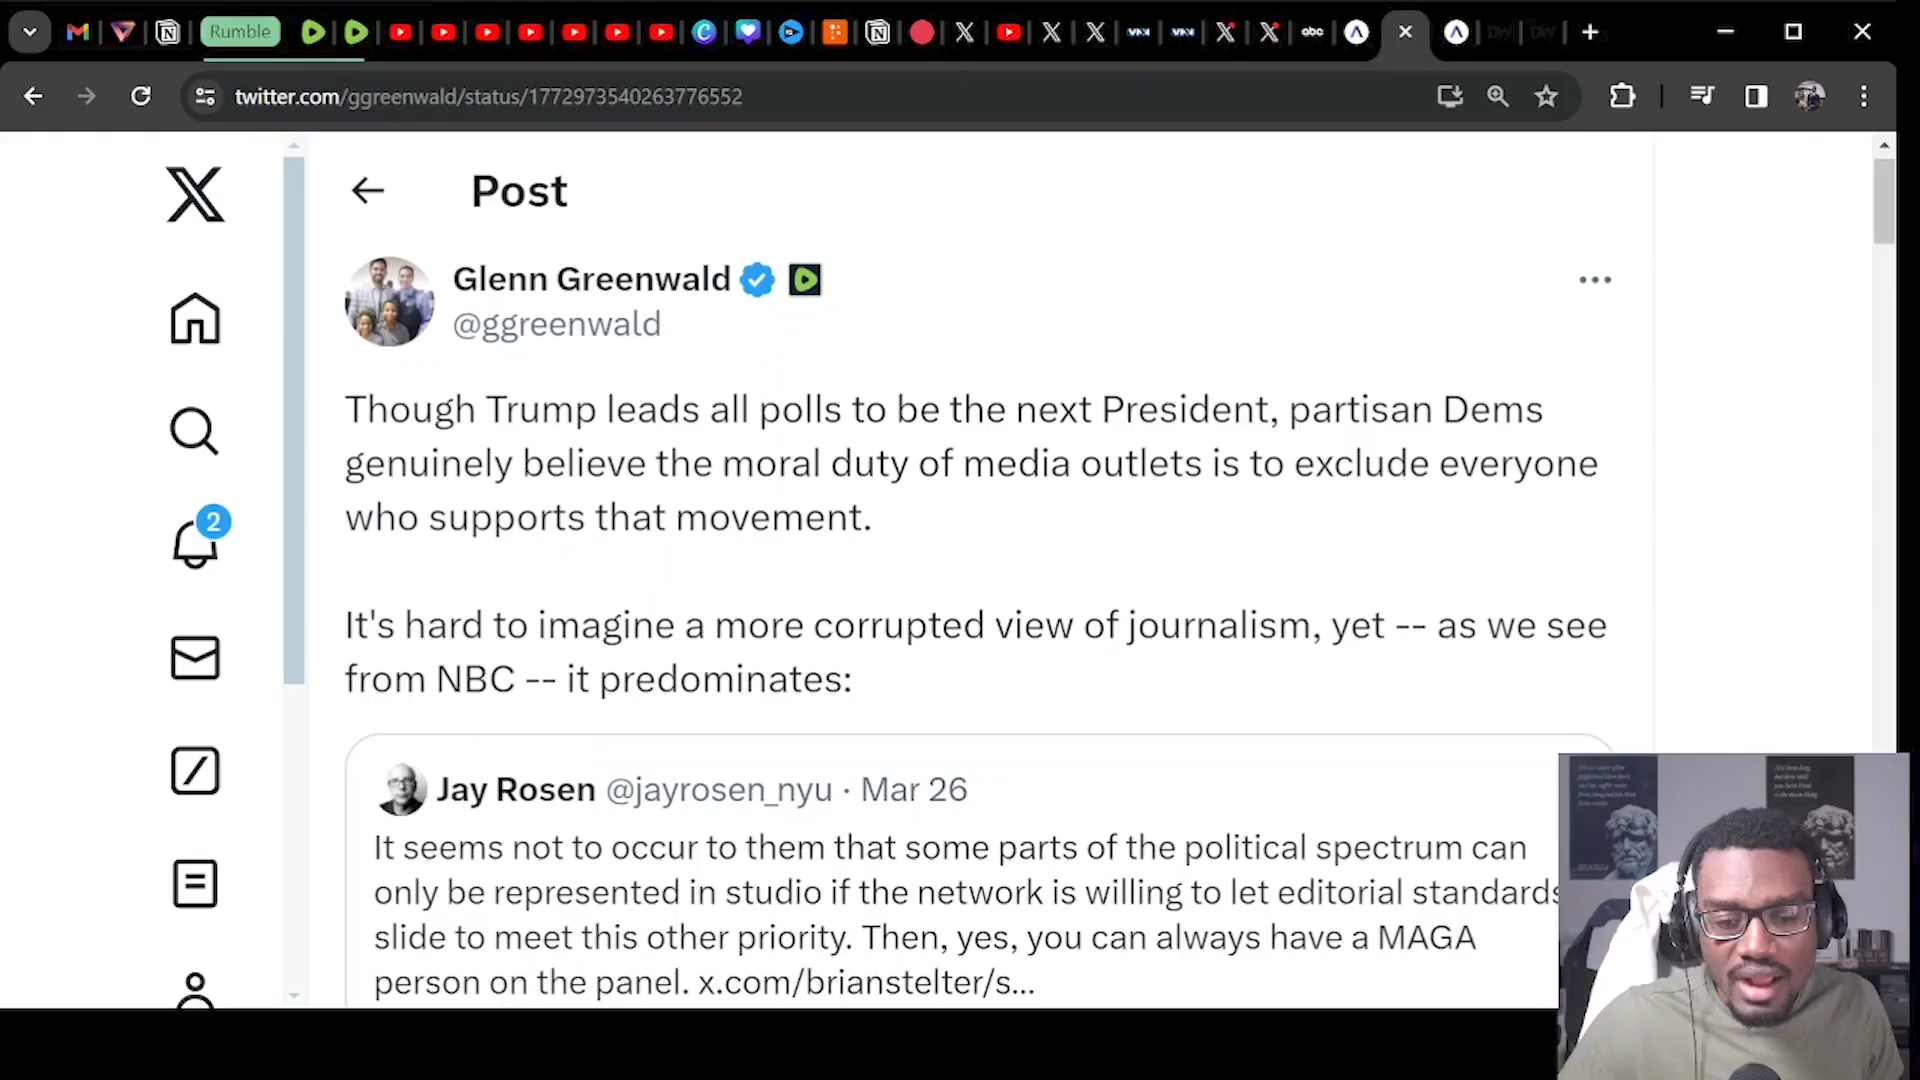 Rumble
abc
twitter.com/ggreenwald/status/1772973540263776552
Post
Glenn Greenwald
@ggreenwald
Though Trump leads all polls to be the next President, partisan Dems
genuinely believe the moral duty of media outlets is to exclude everyone
who supports that movement.
2
It's hard to imagine a more corrupted view of journalism, yet -- as we see
from NBC -- it predominates:
Jay Rosen @jayrosen_nyu · Mar 26
It seems not to occur to them that some parts of the political spectrum can
only be represented in studio if the network is willing to let editorial standards
slide to meet this other priority. Then, yes, you can always have a MAGA
person on the panel. x.com/brianstelter/s...